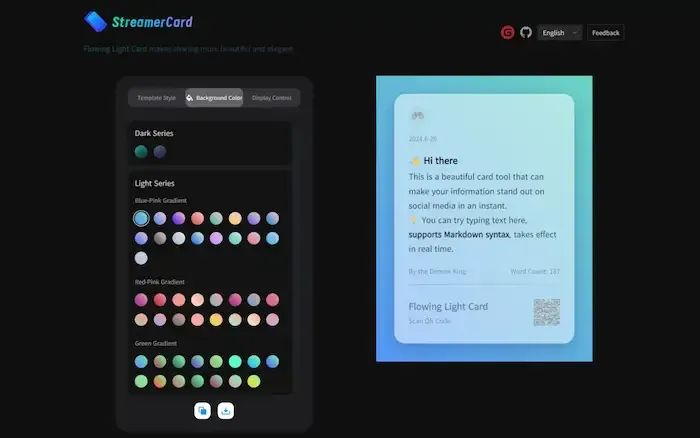 StreamerCard
Flowing Light Card makes sharing more beautiful and elegant
English
Feedback
Template Style
Background Color
Display Control
Dark Series
Light Series
Blue-Pink Gradient
Red-Pink Gradient
Green Gradient
2024-6-26
👋 Hi there
This is a beautiful card tool that can
make your information stand out on
social media in an instant.
💡 You can try typing text here,
supports Markdown syntax, takes effect
in real time.
By the Demon King
Word Count: 187
Flowing Light Card
Scan QR Code